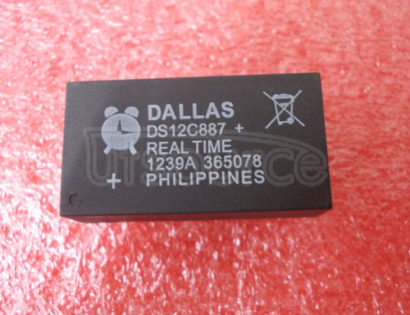 DALLAS
DS12C887 +
REAL TIME
1239A 365078
+ PHILIPPINES